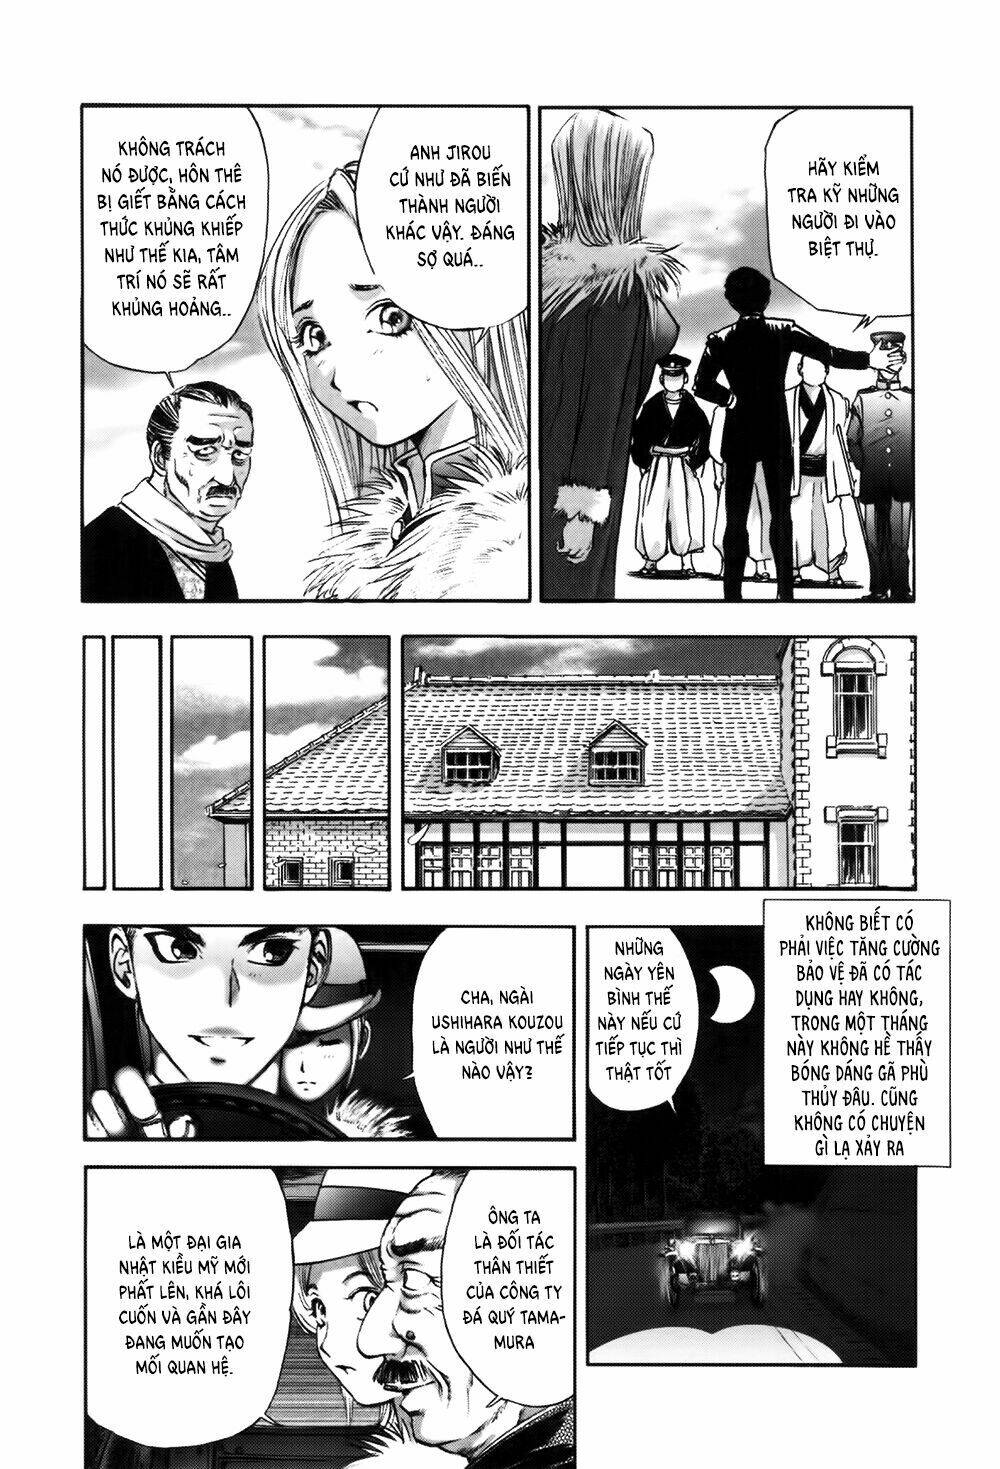 HÃY KIỂM
TRA KỸ NHỮNG
NGƯỜI ĐI VÀO
BIỆT THỰ.
ANH JIROU
CỨ NHƯ ĐÃ BIẾN
THÀNH NGƯỜI
KHÁC VẬY. ĐÁNG
SỢ QUÁ..
KHÔNG TRÁCH
NÓ ĐƯỢC, HÔN THÊ
BỊ GIẾT BẰNG CÁCH
THỨC KHỦNG KHIẾP
NHƯ THẾ KIA, TÂM
TRÍ NÓ SẼ RẤT
KHỦNG HOẢNG..
KHÔNG BIẾT CÓ
PHẢI VIỆC TĂNG CƯỜNG
BẢO VỆ ĐÃ CÓ TÁC
DỤNG HAY KHÔNG,
TRONG MỘT THÁNG
NÀY KHÔNG HỀ THẤY
BÓNG DÁNG GÃ PHÙ
THỦY ĐÂU. CŨNG
KHÔNG CÓ CHUYỆN
GÌ LẠ XẢY RA
NHỮNG
NGÀY YÊN
BÌNH THẾ
NÀY NẾU CỨ
TIẾP TỤC THÌ
THẬT TỐT
CHA, NGÀI
USHIHARA KOUZOU
LÀ NGƯỜI NHƯ THẾ
NÀO VẬY?
ÔNG TA
LÀ ĐỐI TÁC
THÂN THIẾT
CỦA CÔNG TY
ĐÁ QUÝ TAMA-
MURA
LÀ MỘT ĐẠI GIA
NHẬT KIỀU MỸ MỚI
PHẤT LÊN, KHÁ LÔI
CUỐN VÀ GẦN ĐÂY
ĐANG MUỐN TẠO
MỐI QUAN HỆ.